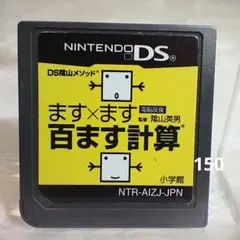 NINTENDO DS
DS陰山メソッド®
電脳反復
ます×ます
監修 陰山英男
百ます計算®
150
小学館
NTR-AIZJ-JPN